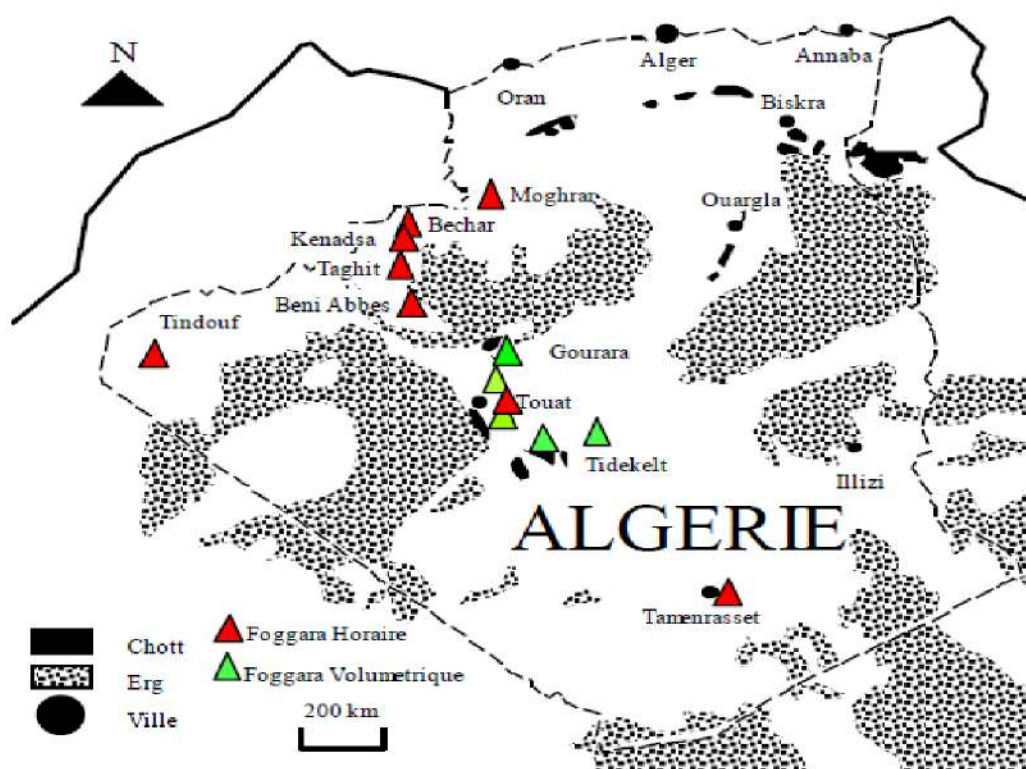 N
Alger
Annaba
Oran
Biskra
Moghrar
Ouargla
Bechar
Kenadsa
Taghit
Beni Abbes
Tindouf
Gourara
Touat
Tidekelt
Illizi
ALGERIE
Tamenrasset
Chott
Erg
Ville
Foggara Horaire
Foggara Volumetrique
200 km